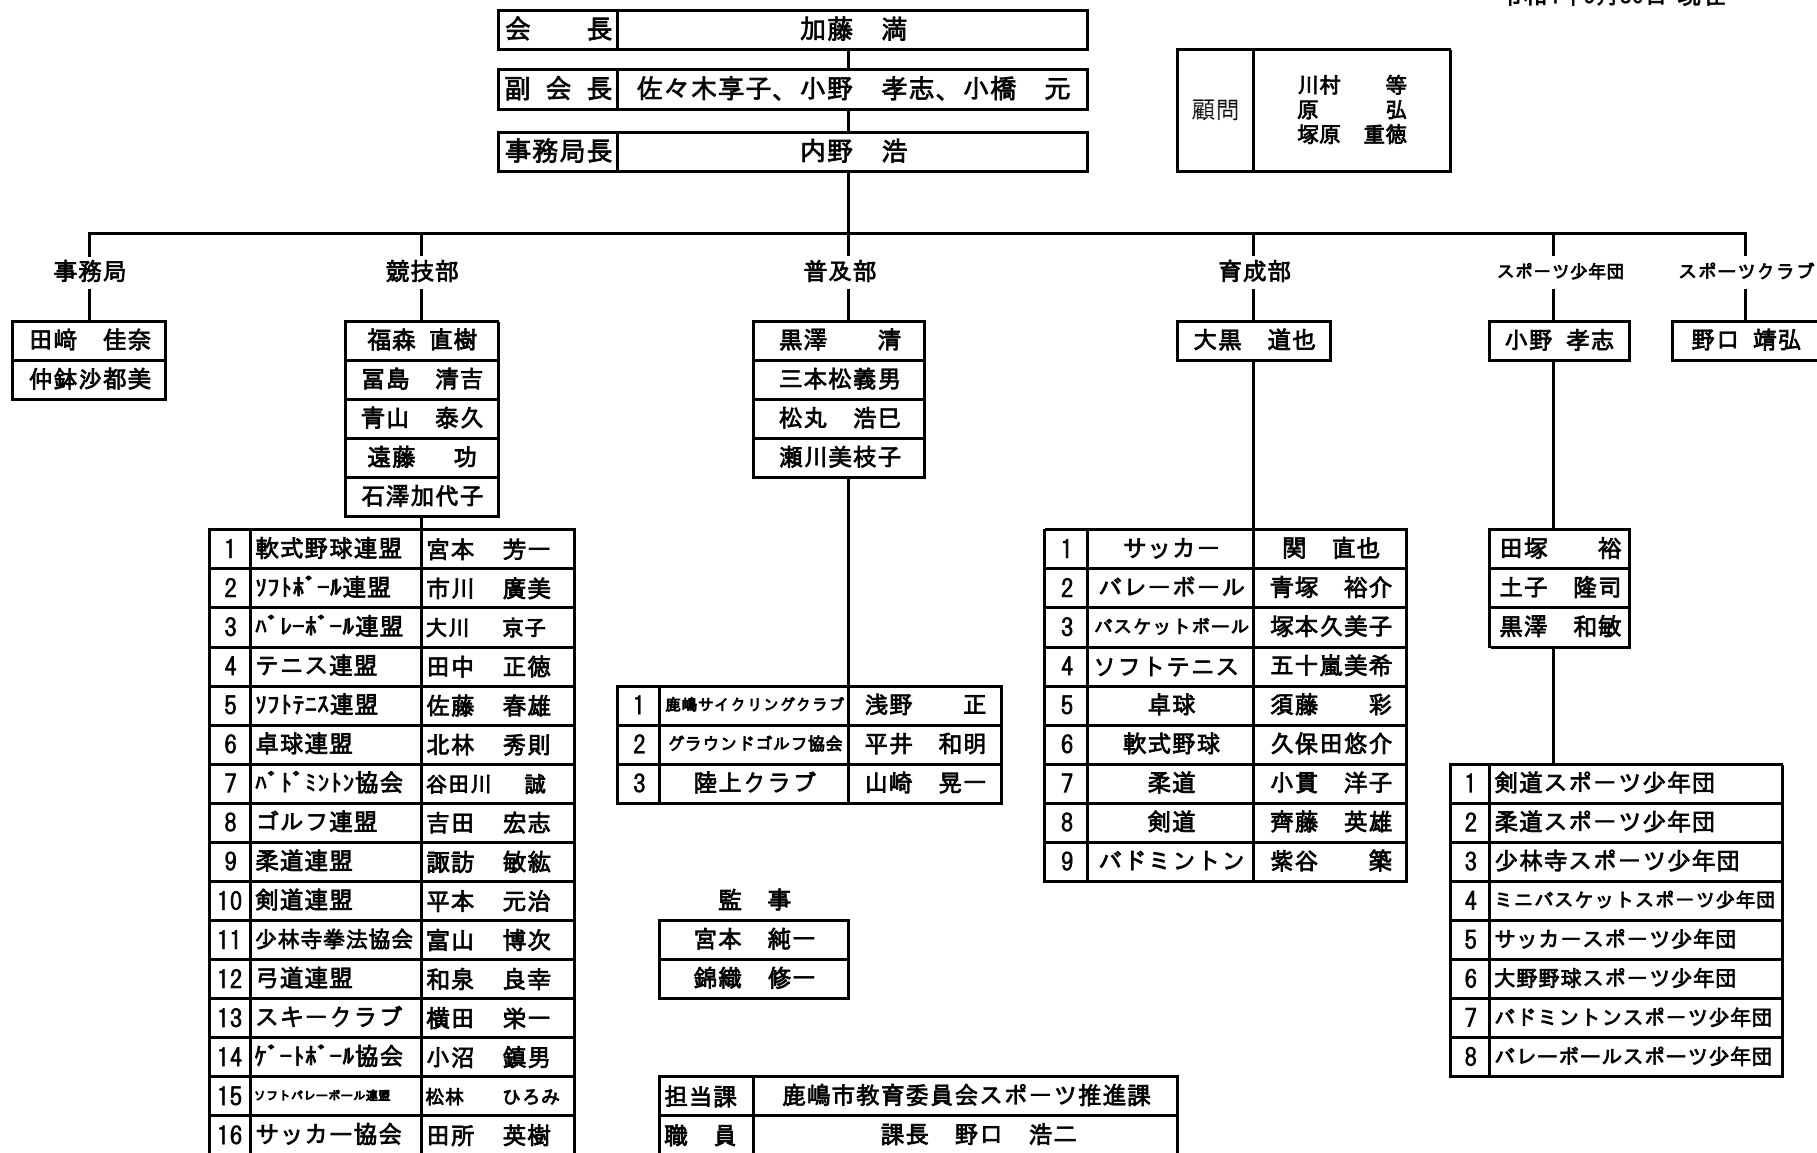 会　長　加藤　満
副会長　佐々木享子、小野　孝志、小橋　元
事務局長　内野　浩
顧問
川村　等
原　弘
塚原　重徳
事務局
田﨑　佳奈
仲鉢沙都美
競技部
福森 直樹
冨島　清吉
青山　泰久
遠藤　功
石澤加代子
1 軟式野球連盟 宮本　芳一
2 ソフトボール連盟 市川　廣美
3 バレーボール連盟 大川　京子
4 テニス連盟 田中　正徳
5 ソフトテニス連盟 佐藤　春雄
6 卓球連盟 北林　秀則
7 バドミントン協会 谷田川　誠
8 ゴルフ連盟 吉田　宏志
9 柔道連盟 諏訪　敏紘
10 剣道連盟 平本　元治
11 少林寺拳法協会 富山　博次
12 弓道連盟 和泉　良幸
13 スキークラブ 横田　栄一
14 ゲートボール協会 小沼　鎮男
15 ソフトバレーボール連盟 松林　ひろみ
16 サッカー協会 田所　英樹
普及部
黒澤　清
三本松義男
松丸　浩巳
瀬川美枝子
1 鹿嶋サイクリングクラブ 浅野　正
2 グラウンドゴルフ協会 平井　和明
3 陸上クラブ 山崎　晃一
監　事
宮本　純一
錦織　修一
担当課 鹿嶋市教育委員会スポーツ推進課
職　員 課長　野口　浩二
育成部
大黒　道也
1 サッカー 関　直也
2 バレーボール 青塚　裕介
3 バスケットボール 塚本久美子
4 ソフトテニス 五十嵐美希
5 卓球 須藤　彩
6 軟式野球 久保田悠介
7 柔道 小貫　洋子
8 剣道 齊藤　英雄
9 バドミントン 紫谷　築
スポーツ少年団
小野 孝志
田塚　裕
土子　隆司
黒澤　和敏
1 剣道スポーツ少年団
2 柔道スポーツ少年団
3 少林寺スポーツ少年団
4 ミニバスケットスポーツ少年団
5 サッカースポーツ少年団
6 大野野球スポーツ少年団
7 バドミントンスポーツ少年団
8 バレーボールスポーツ少年団
スポーツクラブ
野口 靖弘